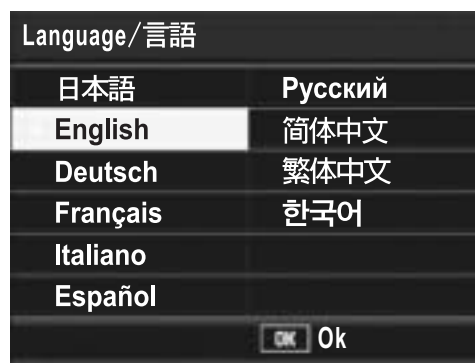 Language/言語
日本語 Русский
English 简体中文
Deutsch 繁体中文
Français 한국어
Italiano
Español
OK Ok